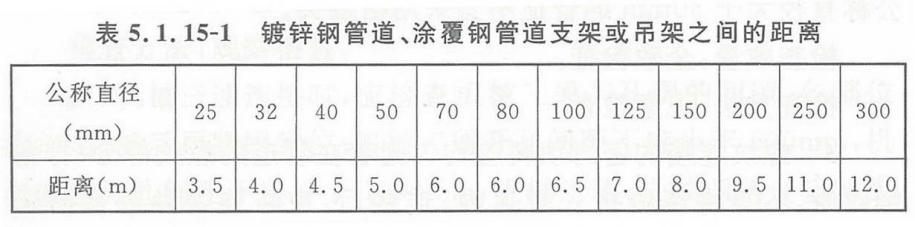 表 5.1.15-1 镀锌钢管道、涂覆钢管道支架或吊架之间的距离
公称直径
(mm) 25 32 40 50 70 80 100 125 150 200 250 300
距离(m) 3.5 4.0 4.5 5.0 6.0 6.0 6.5 7.0 8.0 9.5 11.0 12.0